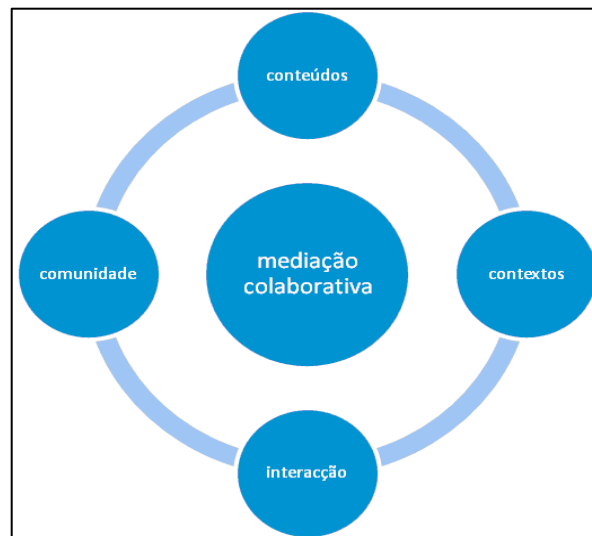 conteúdos
comunidade
mediação
colaborativa
contextos
interacção